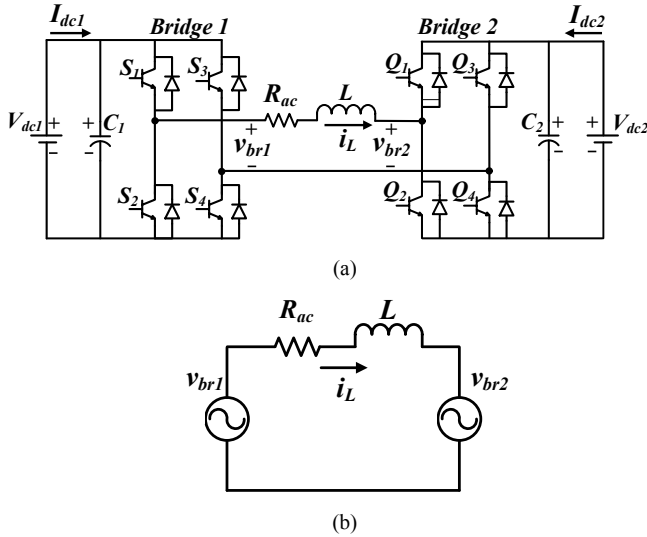 I_dc1 Bridge 1 Bridge 2 I_dc2
S_1 S_3 Q_1 Q_3
R_ac L
V_dc1 + − + − C_1 + v_br1 − i_L + v_br2 − C_2 + − + − V_dc2
S_2 S_4 Q_2 Q_4
(a)
R_ac L
v_br1 i_L v_br2
(b)